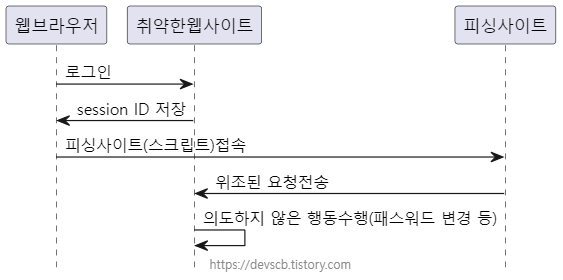 웹브라우저
취약한웹사이트
피싱사이트
로그인
session ID 저장
피싱사이트(스크립트)접속
위조된 요청전송
의도하지 않은 행동수행(패스워드 변경 등)
https://devscb.tistory.com